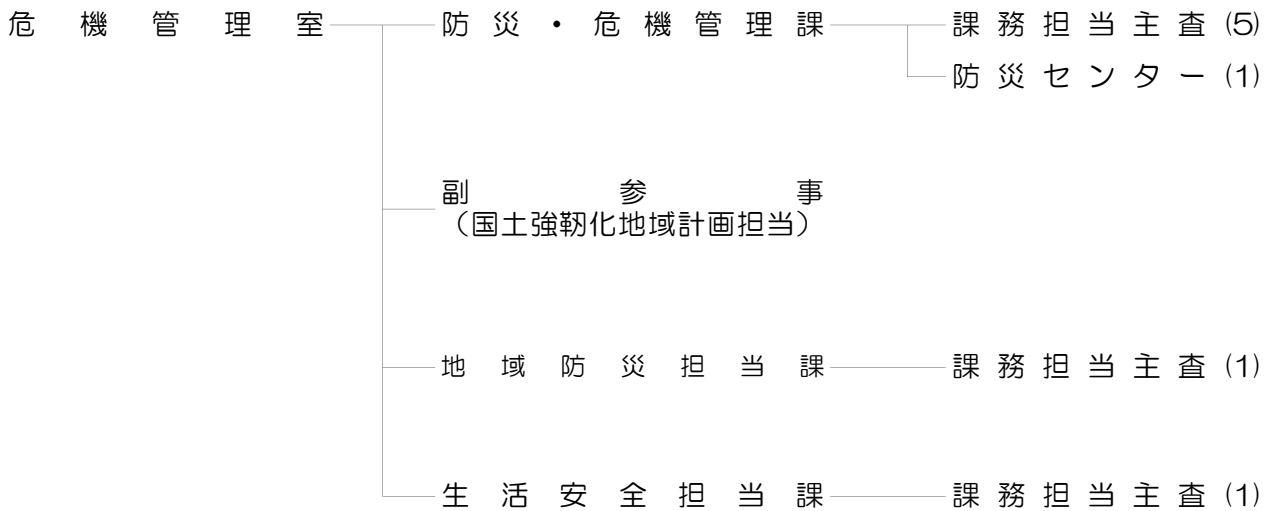 危機管理室 防災・危機管理課 課務担当主査(5)
防災センター(1)
副参事
（国土強靱化地域計画担当）
地域防災担当課 課務担当主査(1)
生活安全担当課 課務担当主査(1)